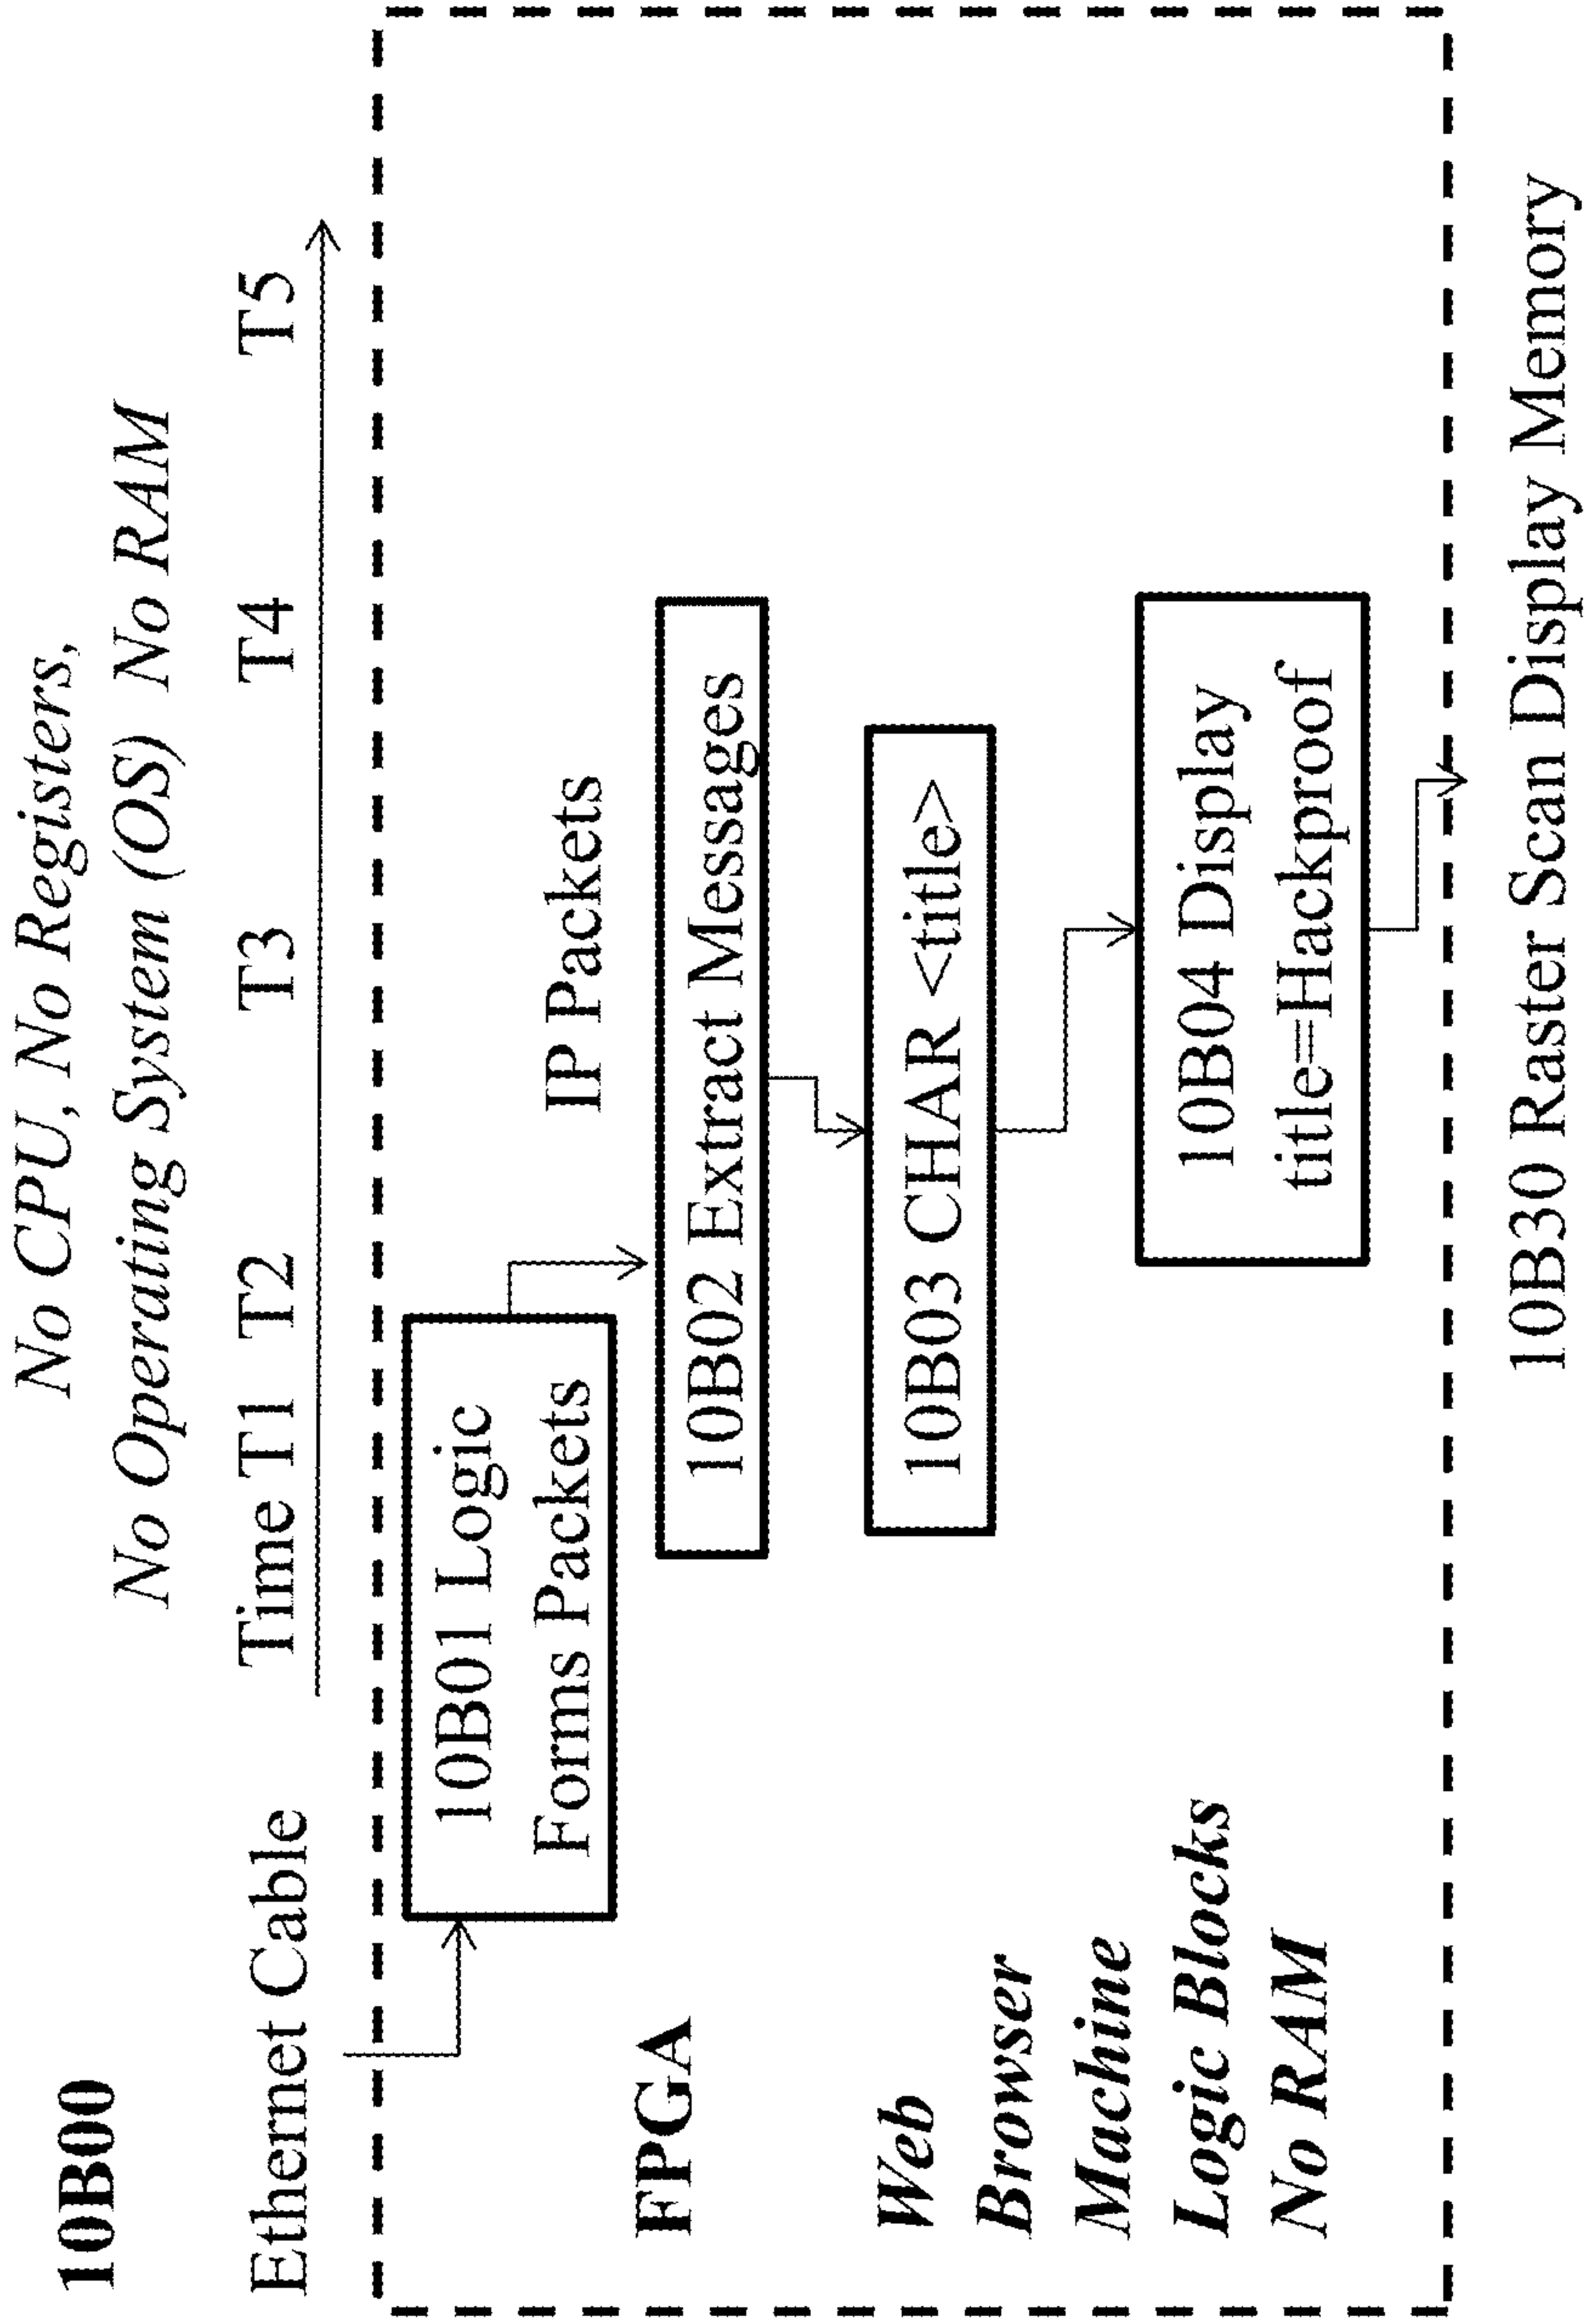 10B00
No CPU, No Registers,
No Operating System (OS) No RAM
Ethernet Cable
Time T1 T2 T3 T4 T5
10B01 Logic
Forms Packets
IP Packets
FPGA
10B02 Extract Messages
Web
Browser
Machine
Logic Blocks
No RAM
10B03 CHAR <title>
10B04 Display
title=Hackproof
10B30 Raster Scan Display Memory